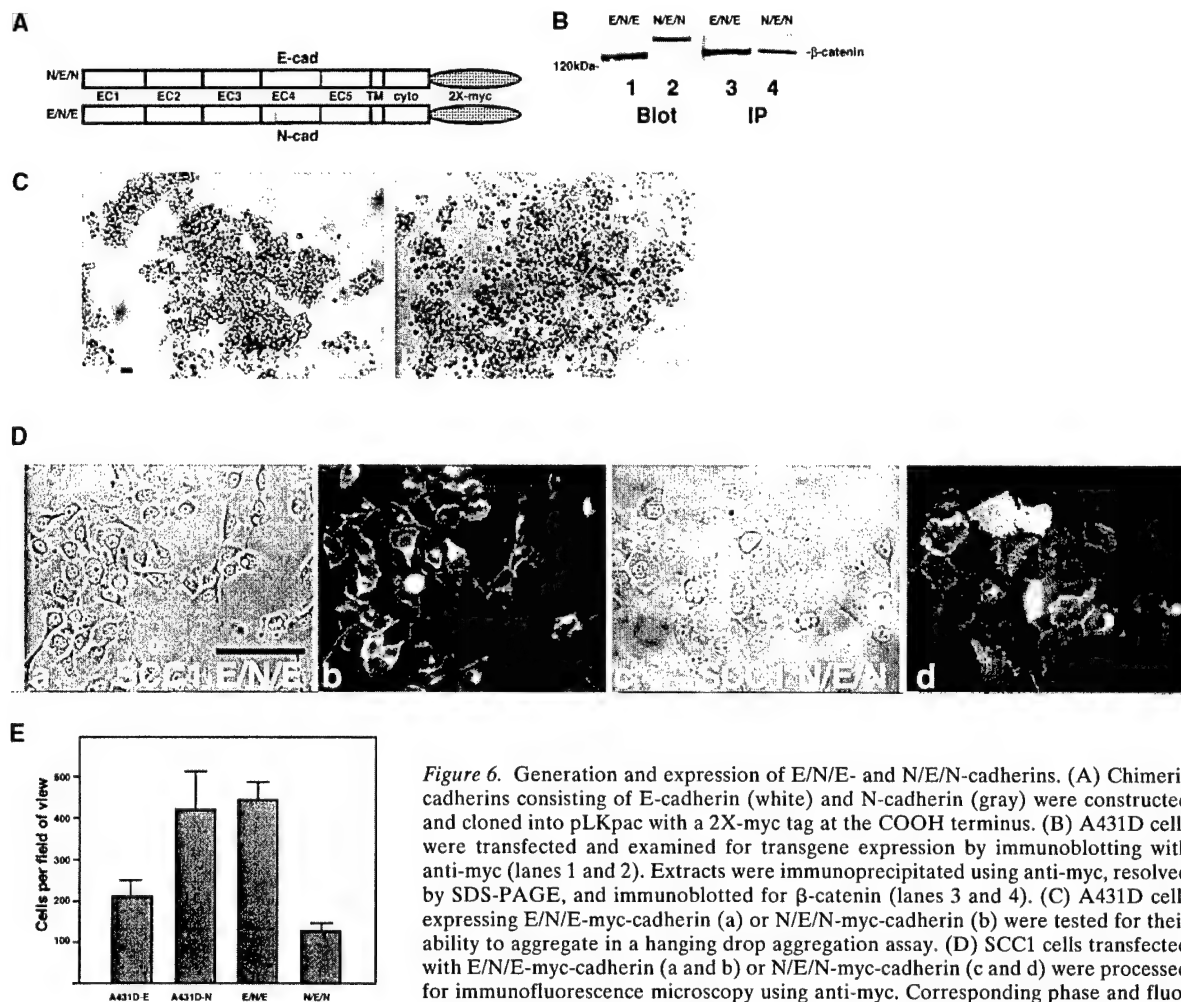 A
E-cad
N/E/N
EC1 EC2 EC3 EC4 EC5 TM cyto 2X-myc
E/N/E
N-cad
B
E/N/E N/E/N E/N/E N/E/N
-β-catenin
120kDa-
1 2 3 4
Blot IP
C
D
a SCC1 E/N/E b c SCC1 N/E/N d
E
Cells per field of view
500
400
300
200
100
A431D-E A431D-N E/N/E N/E/N
Figure 6. Generation and expression of E/N/E- and N/E/N-cadherins. (A) Chimeri
cadherins consisting of E-cadherin (white) and N-cadherin (gray) were constructed
and cloned into pLKpac with a 2X-myc tag at the COOH terminus. (B) A431D cell
were transfected and examined for transgene expression by immunoblotting with
anti-myc (lanes 1 and 2). Extracts were immunoprecipitated using anti-myc, resolved
by SDS-PAGE, and immunoblotted for β-catenin (lanes 3 and 4). (C) A431D cell
expressing E/N/E-myc-cadherin (a) or N/E/N-myc-cadherin (b) were tested for thei
ability to aggregate in a hanging drop aggregation assay. (D) SCC1 cells transfected
with E/N/E-myc-cadherin (a and b) or N/E/N-myc-cadherin (c and d) were processed
for immunofluorescence microscopy using anti-myc. Corresponding phase and fluo